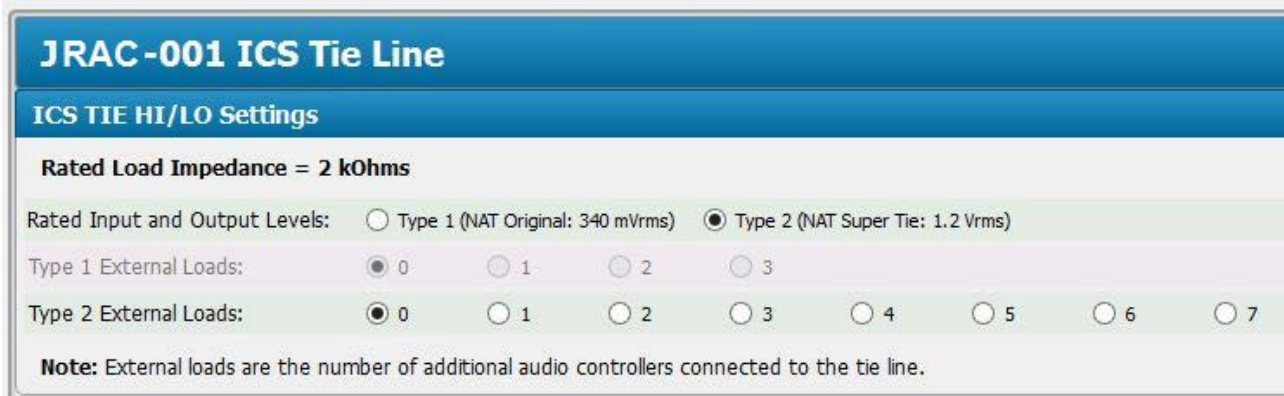 JRAC-001 ICS Tie Line
ICS TIE HI/LO Settings
Rated Load Impedance = 2 kOhms
Rated Input and Output Levels: Type 1 (NAT Original: 340 mVrms) Type 2 (NAT Super Tie: 1.2 Vrms)
Type 1 External Loads: 0 1 2 3
Type 2 External Loads: 0 1 2 3 4 5 6 7
Note: External loads are the number of additional audio controllers connected to the tie line.